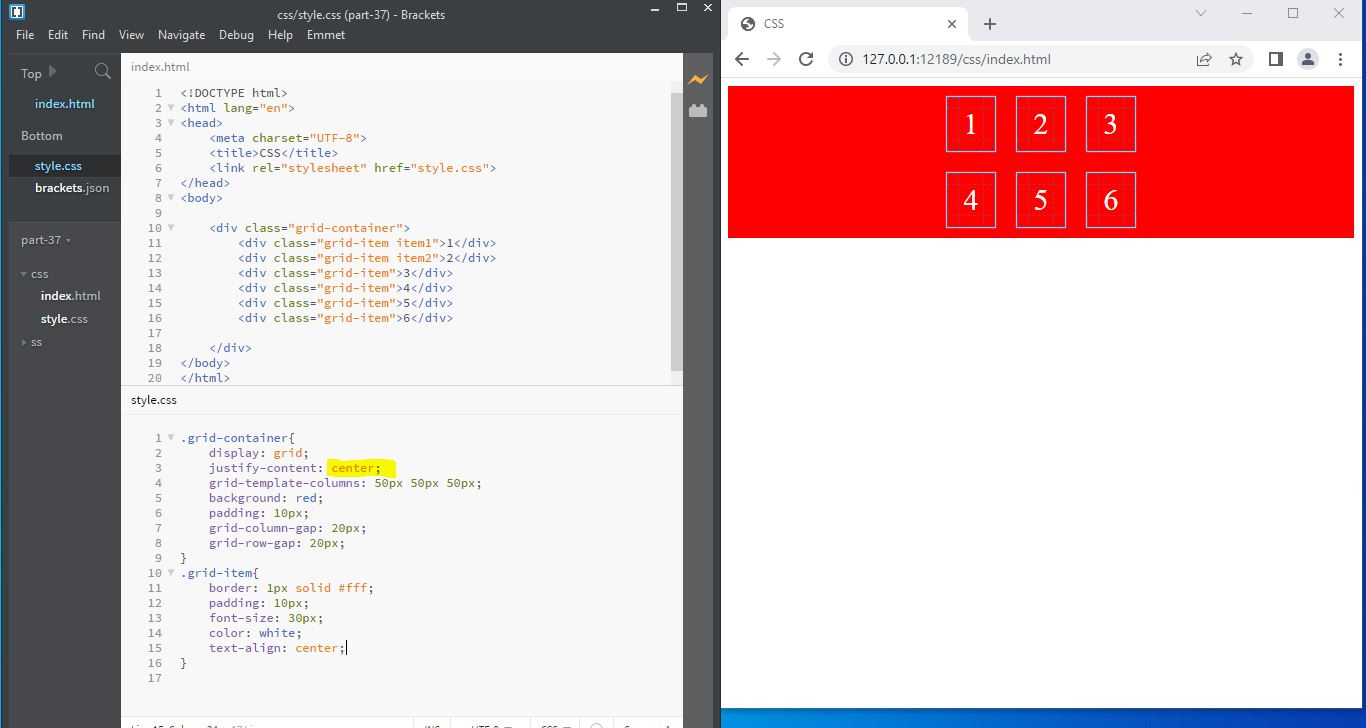 css/style.css (part-37) - Brackets
File Edit Find View Navigate Debug Help Emmet
Top
index.html
Bottom
style.css
brackets.json
part-37
css
index.html
style.css
ss
index.html
1 <!DOCTYPE html>
2 <html lang="en">
3 <head>
4 <meta charset="UTF-8">
5 <title>CSS</title>
6 <link rel="stylesheet" href="style.css">
7 </head>
8 <body>
9
10 <div class="grid-container">
11 <div class="grid-item item1">1</div>
12 <div class="grid-item item2">2</div>
13 <div class="grid-item">3</div>
14 <div class="grid-item">4</div>
15 <div class="grid-item">5</div>
16 <div class="grid-item">6</div>
17
18 </div>
19 </body>
20 </html>
style.css
1 .grid-container{
2 display: grid;
3 justify-content: center;
4 grid-template-columns: 50px 50px 50px;
5 background: red;
6 padding: 10px;
7 grid-column-gap: 20px;
8 grid-row-gap: 20px;
9 }
10 .grid-item{
11 border: 1px solid #fff;
12 padding: 10px;
13 font-size: 30px;
14 color: white;
15 text-align: center;
16 }
17
CSS
127.0.0.1:12189/css/index.html
1 2 3
4 5 6